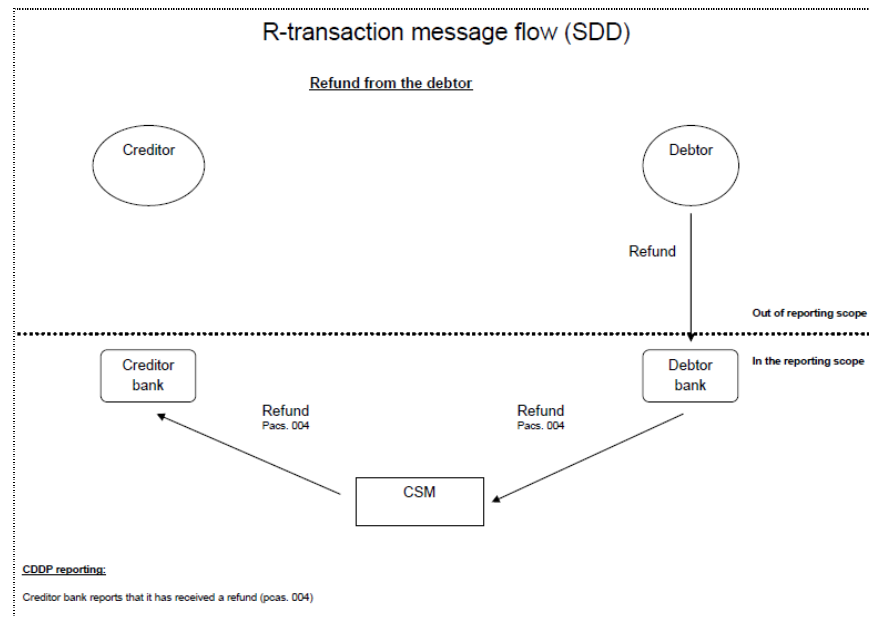 R-transaction message flow (SDD)
Refund from the debtor
Creditor
Debtor
Refund
Out of reporting scope
In the reporting scope
Creditor
bank
Debtor
bank
Refund
Pacs. 004
Refund
Pacs. 004
CSM
CDDP reporting:
Creditor bank reports that it has received a refund (pcas. 004)